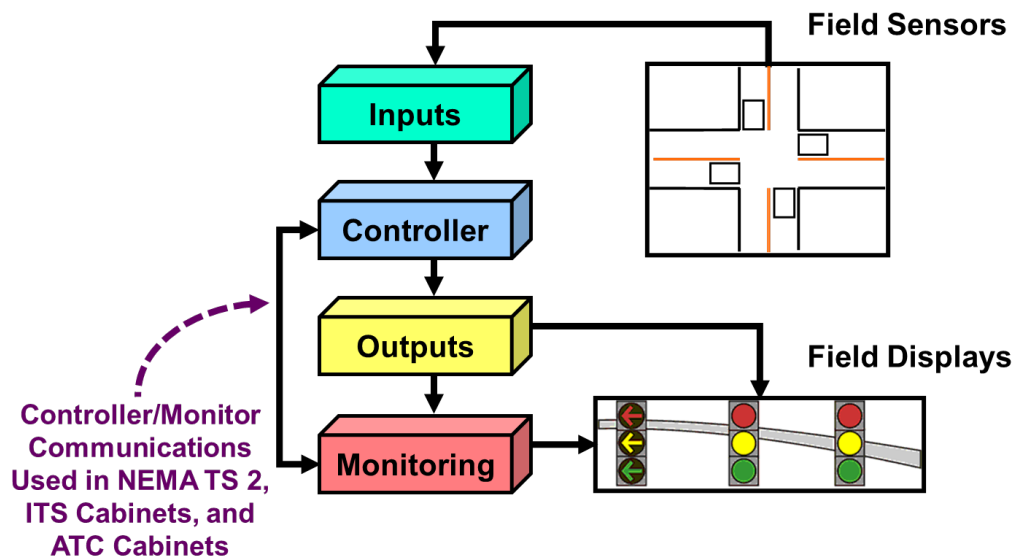 Field Sensors
Inputs
Controller
Outputs
Field Displays
Monitoring
Controller/Monitor
Communications
Used in NEMA TS 2,
ITS Cabinets, and
ATC Cabinets